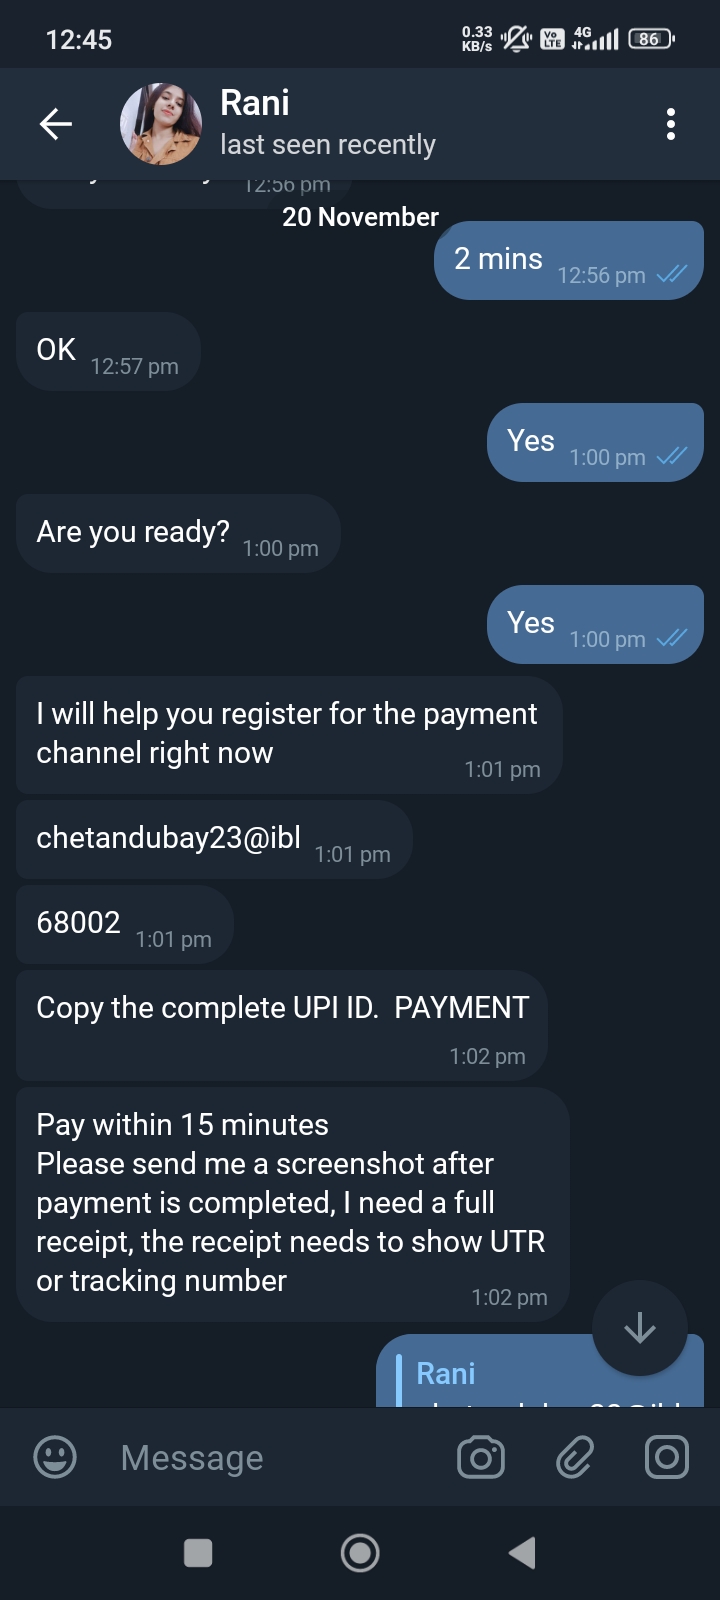 12:45
0.33
KB/s
Vo
LTE
4G
86
Rani
last seen recently
12:56 pm
20 November
2 mins 12:56 pm
OK 12:57 pm
Yes 1:00 pm
Are you ready? 1:00 pm
Yes 1:00 pm
I will help you register for the payment
channel right now 1:01 pm
chetandubay23@ibl 1:01 pm
68002 1:01 pm
Copy the complete UPI ID.  PAYMENT
1:02 pm
Pay within 15 minutes
Please send me a screenshot after
payment is completed, I need a full
receipt, the receipt needs to show UTR
or tracking number 1:02 pm
Rani
Message